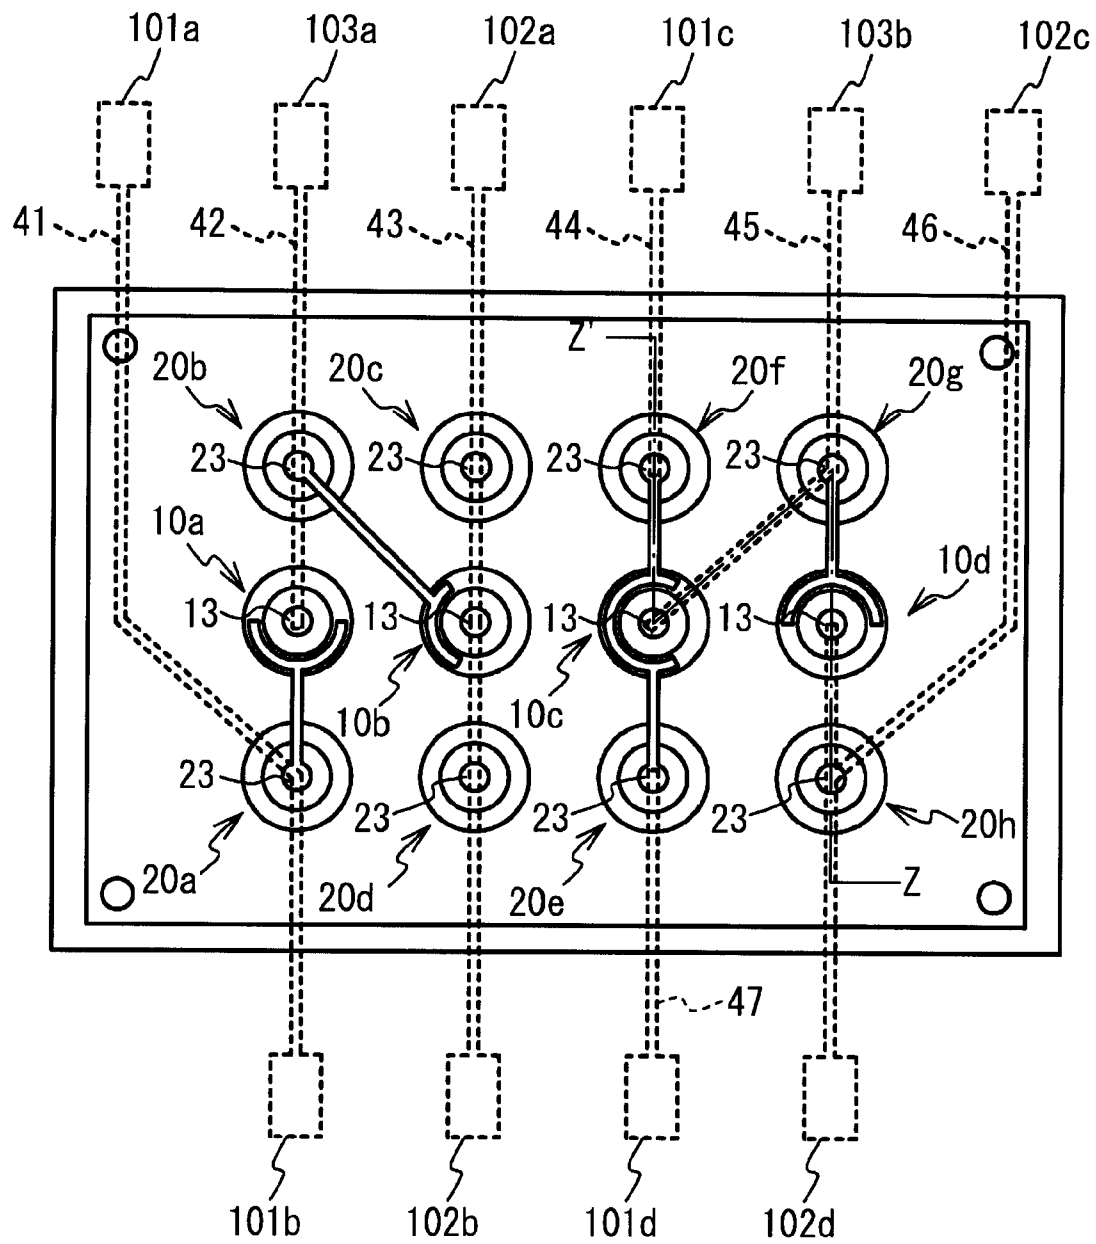 101a 103a 102a 101c 103b 102c
41 42 43 44 45 46
Z'
20b 20c 20f 20g
23 23 23 23
10a 10d
13 13 13 13
10b 10c
23 23 23 23
20a 20d 20e 20h
Z
47
101b 102b 101d 102d